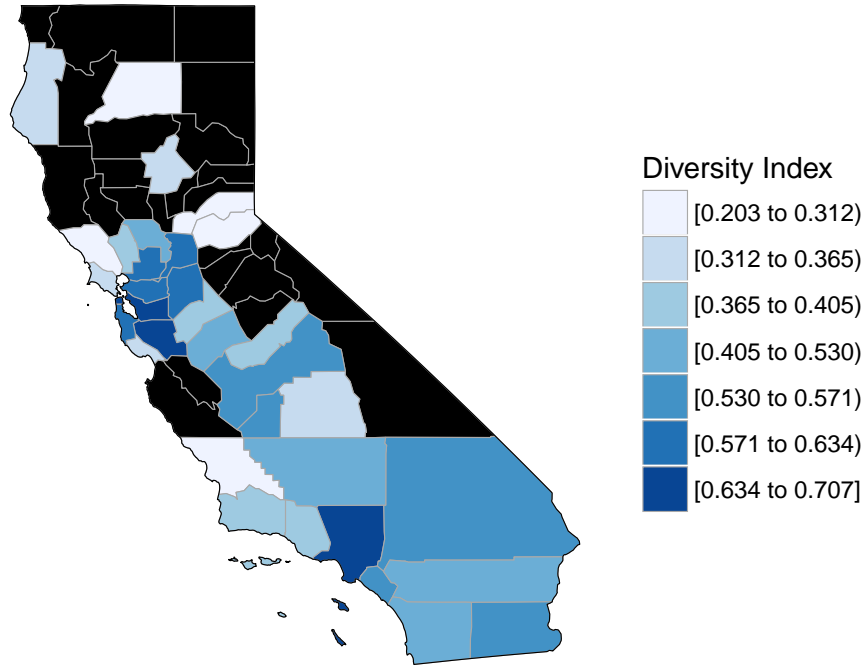 Diversity Index
[0.203 to 0.312)
[0.312 to 0.365)
[0.365 to 0.405)
[0.405 to 0.530)
[0.530 to 0.571)
[0.571 to 0.634)
[0.634 to 0.707]